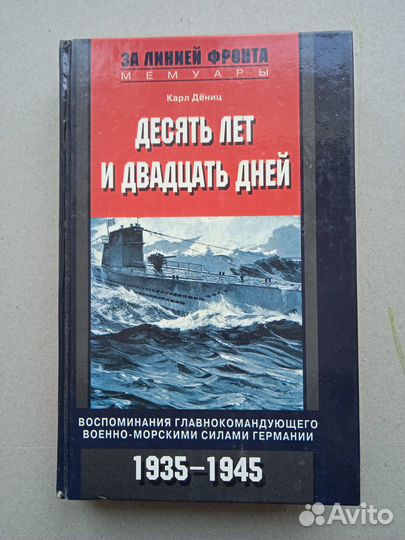 ЗА ЛИНИЕЙ ФРОНТА
МЕМУАРЫ
Карл Дёниц
ДЕСЯТЬ ЛЕТ
И ДВАДЦАТЬ ДНЕЙ
ВОСПОМИНАНИЯ ГЛАВНОКОМАНДУЮЩЕГО
ВОЕННО-МОРСКИМИ СИЛАМИ ГЕРМАНИИ
1935–1945
Avito